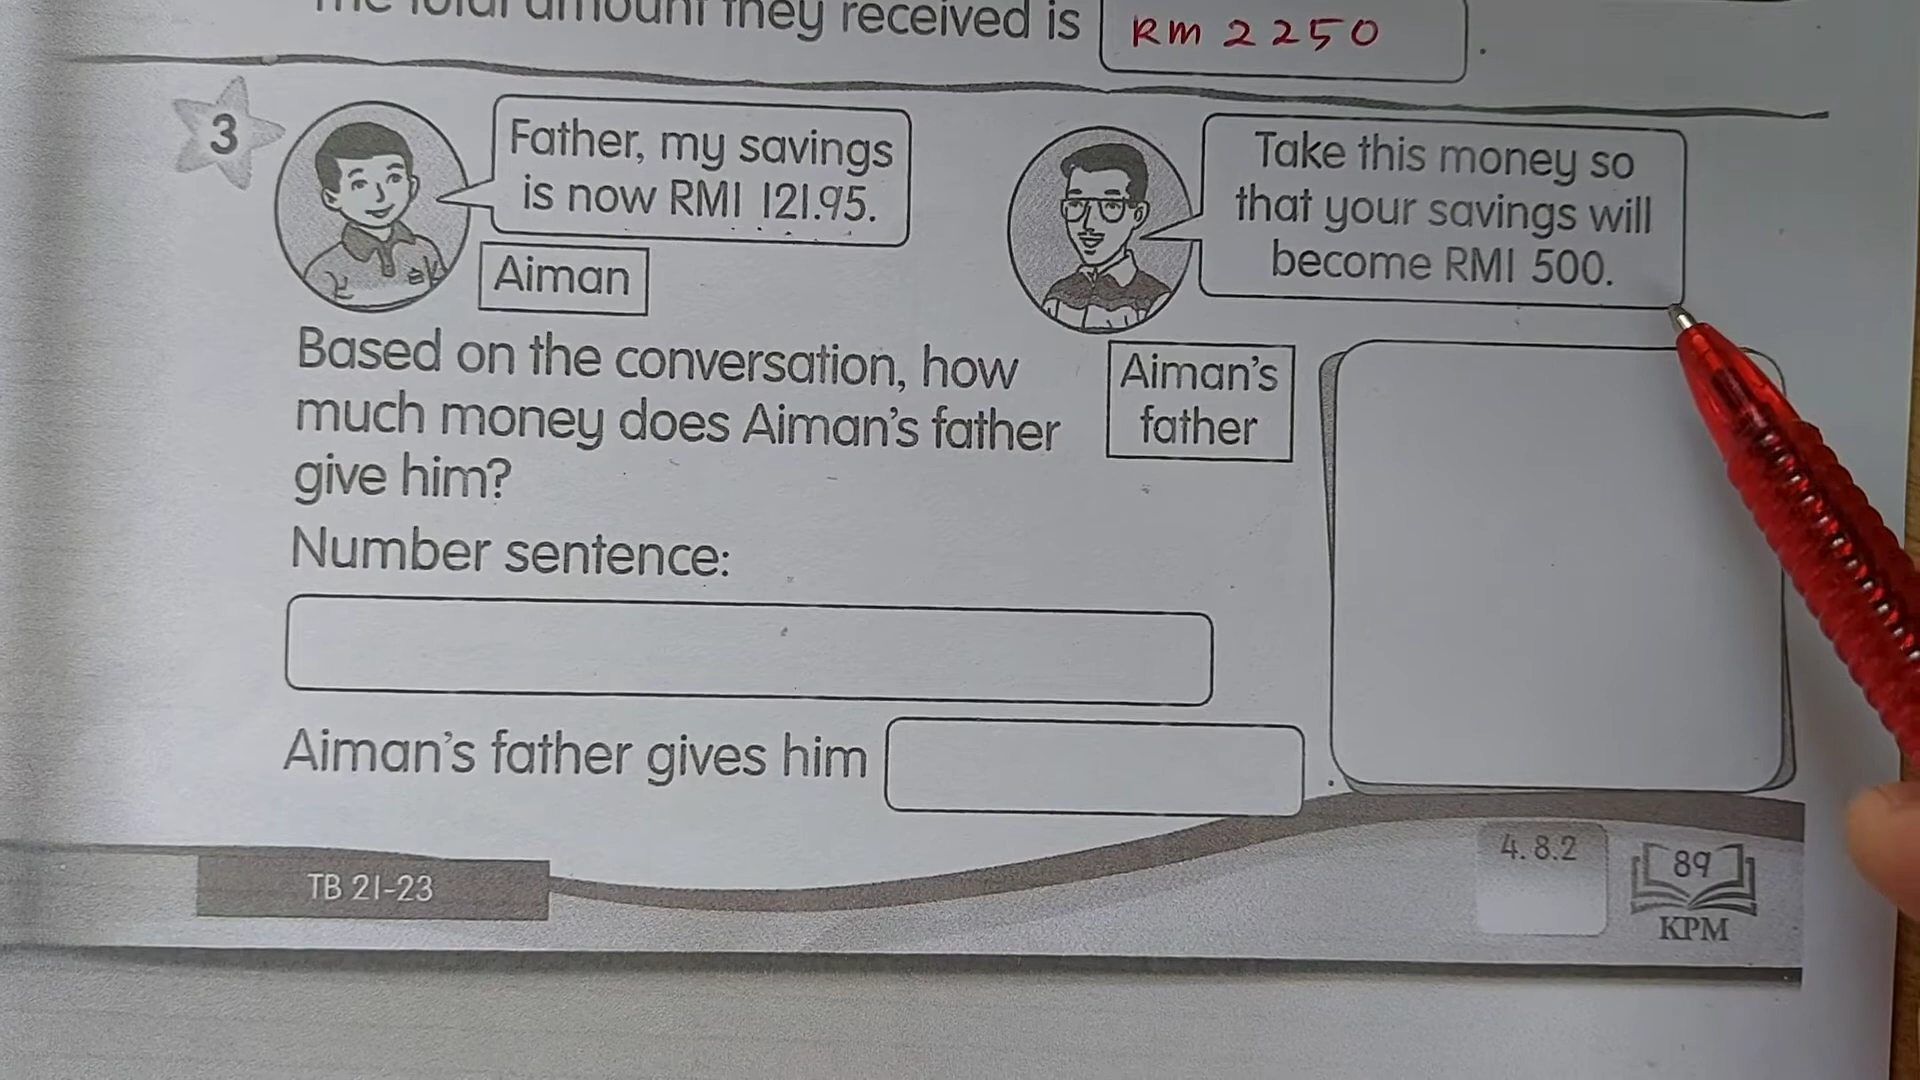 The total amount they received is RM 2250 .
3
Father, my savings
is now RM1 121.95.
Aiman
Take this money so
that your savings will
become RM1 500.
Aiman's
father
Based on the conversation, how
much money does Aiman's father
give him?
Number sentence:
Aiman's father gives him .
TB 21-23
4.8.2
89
KPM